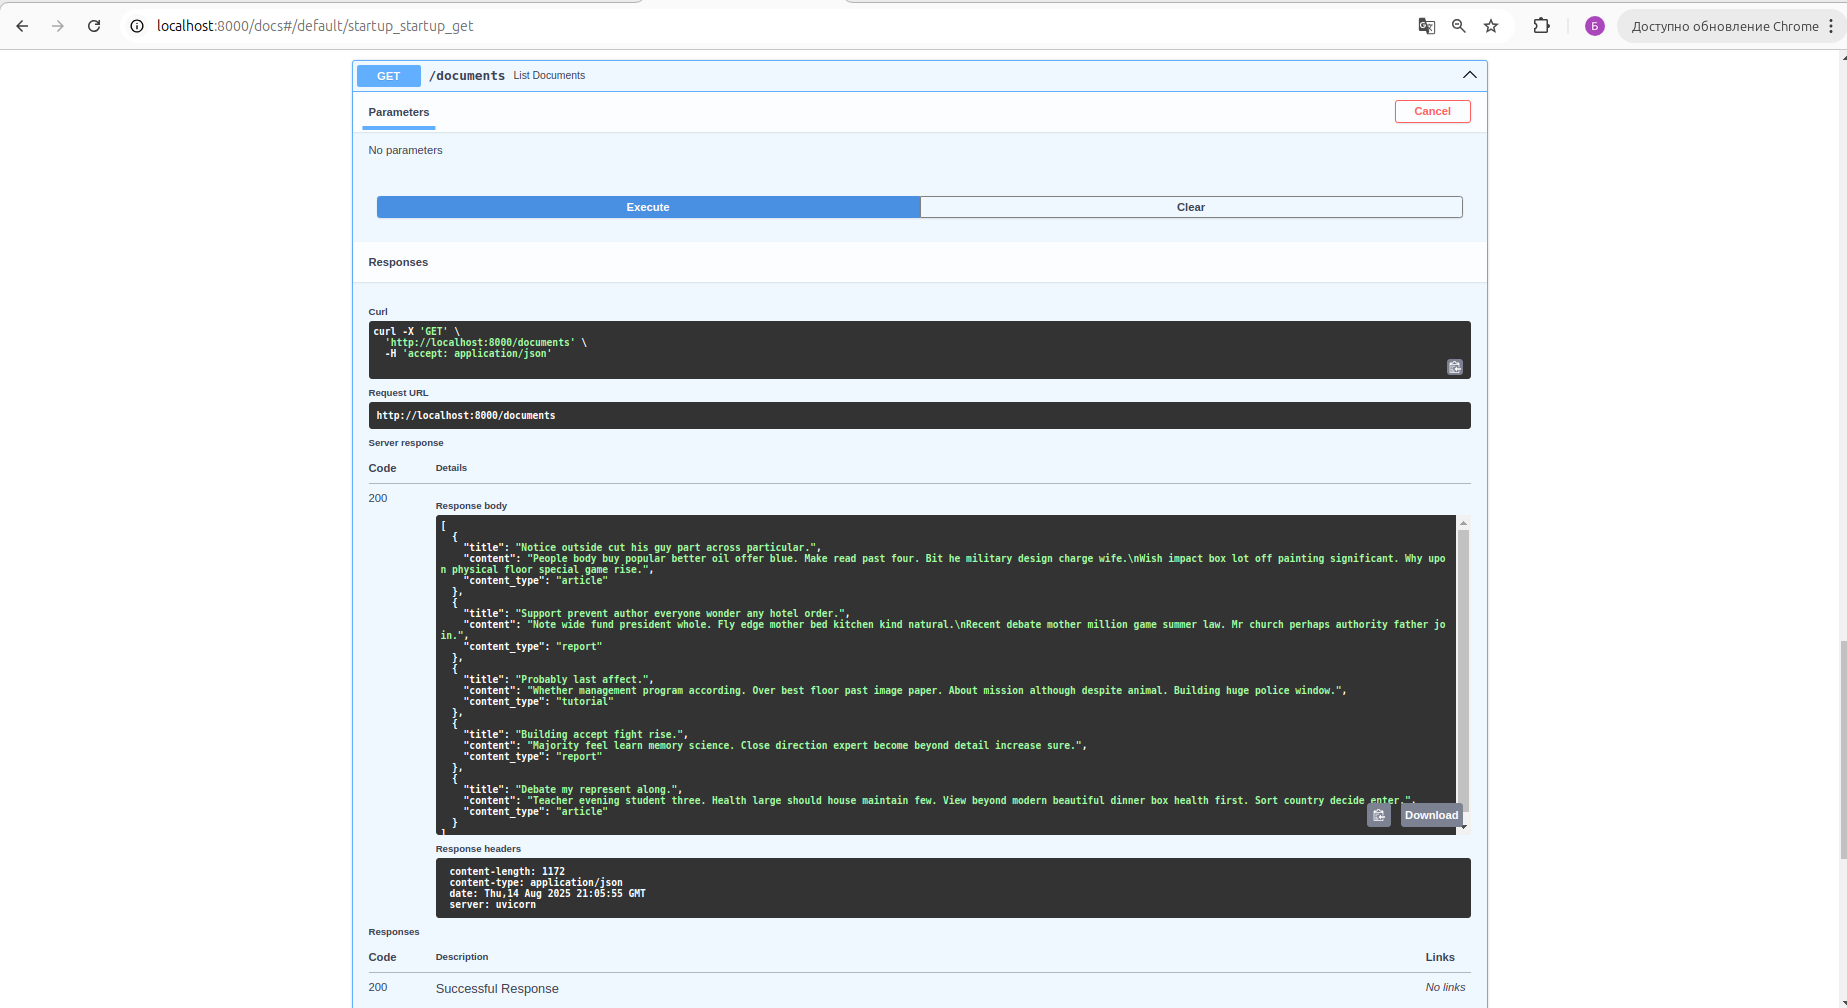 localhost:8000/docs#/default/startup_startup_get
Б
Доступно обновление Chrome
GET /documents List Documents
Parameters
Cancel
No parameters
Execute
Clear
Responses
Curl
curl -X 'GET' \
  'http://localhost:8000/documents' \
  -H 'accept: application/json'
Request URL
http://localhost:8000/documents
Server response
Code Details
200
Response body
[
  {
    "title": "Notice outside cut his guy part across particular.",
    "content": "People body buy popular better oil offer blue. Make read past four. Bit he military design charge wife.\nWish impact box lot off painting significant. Why upo
n physical floor special game rise.",
    "content_type": "article"
  },
  {
    "title": "Support prevent author everyone wonder any hotel order.",
    "content": "Note wide fund president whole. Fly edge mother bed kitchen kind natural.\nRecent debate mother million game summer law. Mr church perhaps authority father jo
in.",
    "content_type": "report"
  },
  {
    "title": "Probably last affect.",
    "content": "Whether management program according. Over best floor past image paper. About mission although despite animal. Building huge police window.",
    "content_type": "tutorial"
  },
  {
    "title": "Building accept fight rise.",
    "content": "Majority feel learn memory science. Close direction expert become beyond detail increase sure.",
    "content_type": "report"
  },
  {
    "title": "Debate my represent along.",
    "content": "Teacher evening student three. Health large should house maintain few. View beyond modern beautiful dinner box health first. Sort country decide enter.",
    "content_type": "article"
  }
]
Download
Response headers
content-length: 1172
content-type: application/json
date: Thu,14 Aug 2025 21:05:55 GMT
server: uvicorn
Responses
Code Description Links
200 Successful Response No links